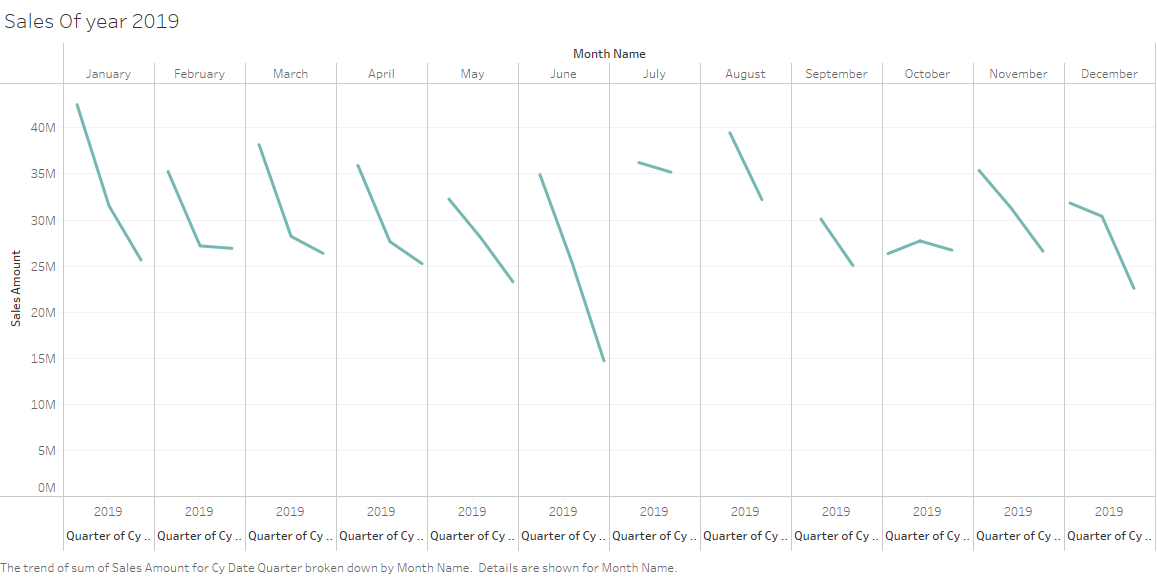 Sales Of year 2019
Month Name
January February March April May June July August September October November December
40M
35M
30M
25M
20M
15M
10M
5M
0M
Sales Amount
2019 2019 2019 2019 2019 2019 2019 2019 2019 2019 2019 2019
Quarter of Cy .. Quarter of Cy .. Quarter of Cy .. Quarter of Cy .. Quarter of Cy .. Quarter of Cy .. Quarter of Cy .. Quarter of Cy .. Quarter of Cy .. Quarter of Cy .. Quarter of Cy .. Quarter of Cy ..
The trend of sum of Sales Amount for Cy Date Quarter broken down by Month Name.  Details are shown for Month Name.